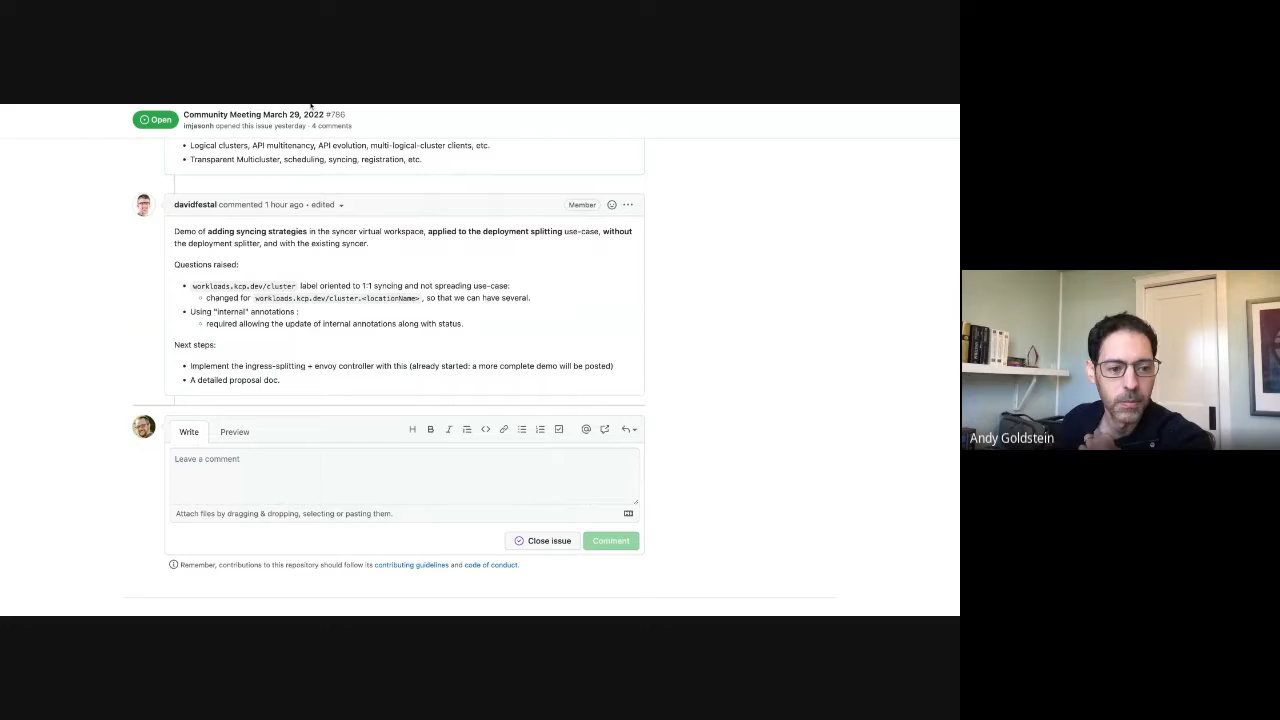 Open
Community Meeting March 29, 2022 #786
imjasonh opened this issue yesterday · 4 comments
• Logical clusters, API multitenancy, API evolution, multi-logical-cluster clients, etc.
• Transparent Multicluster, scheduling, syncing, registration, etc.
davidfestal commented 1 hour ago • edited
Member
Demo of adding syncing strategies in the syncer virtual workspace, applied to the deployment splitting use-case, without
the deployment splitter, and with the existing syncer.
Questions raised:
• workloads.kcp.dev/cluster label oriented to 1:1 syncing and not spreading use-case:
◦ changed for workloads.kcp.dev/cluster.<locationName> , so that we can have several.
• Using "internal" annotations :
◦ required allowing the update of internal annotations along with status.
Next steps:
• Implement the ingress-splitting + envoy controller with this (already started: a more complete demo will be posted)
• A detailed proposal doc.
Write
Preview
Leave a comment
Attach files by dragging & dropping, selecting or pasting them.
Close issue
Comment
Remember, contributions to this repository should follow its contributing guidelines and code of conduct.
Andy Goldstein